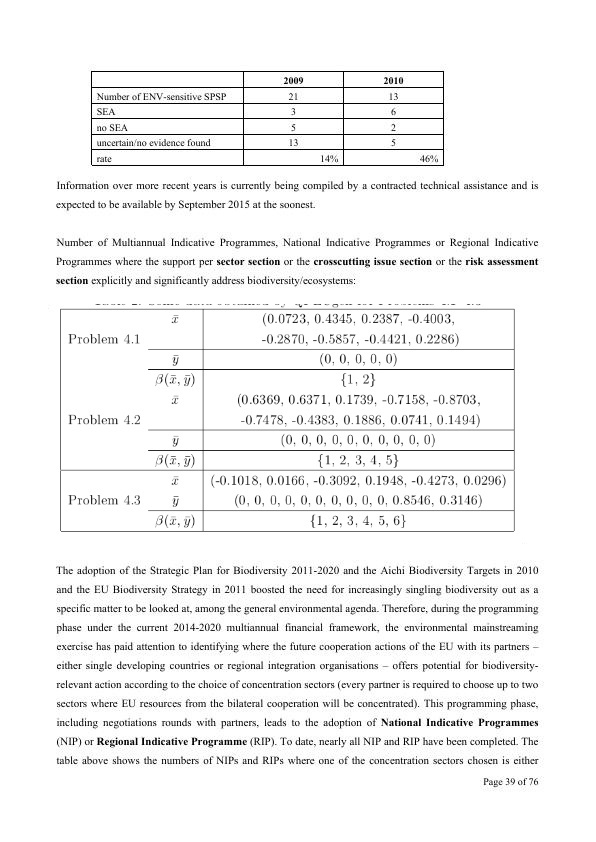 2009 2010
Number of ENV-sensitive SPSP 21 13
SEA 3 6
no SEA 5 2
uncertain/no evidence found 13 5
rate 14% 46%
Information over more recent years is currently being compiled by a contracted technical assistance and is
expected to be available by September 2015 at the soonest.
Number of Multiannual Indicative Programmes, National Indicative Programmes or Regional Indicative
Programmes where the support per sector section or the crosscutting issue section or the risk assessment
section explicitly and significantly address biodiversity/ecosystems:
x̄ (0.0723, 0.4345, 0.2387, -0.4003,
Problem 4.1 -0.2870, -0.5857, -0.4421, 0.2286)
ȳ (0, 0, 0, 0, 0)
β(x̄, ȳ) {1, 2}
x̄ (0.6369, 0.6371, 0.1739, -0.7158, -0.8703,
Problem 4.2 -0.7478, -0.4383, 0.1886, 0.0741, 0.1494)
ȳ (0, 0, 0, 0, 0, 0, 0, 0, 0, 0)
β(x̄, ȳ) {1, 2, 3, 4, 5}
x̄ (-0.1018, 0.0166, -0.3092, 0.1948, -0.4273, 0.0296)
Problem 4.3 ȳ (0, 0, 0, 0, 0, 0, 0, 0, 0, 0, 0.8546, 0.3146)
β(x̄, ȳ) {1, 2, 3, 4, 5, 6}
The adoption of the Strategic Plan for Biodiversity 2011-2020 and the Aichi Biodiversity Targets in 2010
and the EU Biodiversity Strategy in 2011 boosted the need for increasingly singling biodiversity out as a
specific matter to be looked at, among the general environmental agenda. Therefore, during the programming
phase under the current 2014-2020 multiannual financial framework, the environmental mainstreaming
exercise has paid attention to identifying where the future cooperation actions of the EU with its partners –
either single developing countries or regional integration organisations – offers potential for biodiversity-
relevant action according to the choice of concentration sectors (every partner is required to choose up to two
sectors where EU resources from the bilateral cooperation will be concentrated). This programming phase,
including negotiations rounds with partners, leads to the adoption of National Indicative Programmes
(NIP) or Regional Indicative Programme (RIP). To date, nearly all NIP and RIP have been completed. The
table above shows the numbers of NIPs and RIPs where one of the concentration sectors chosen is either
Page 39 of 76